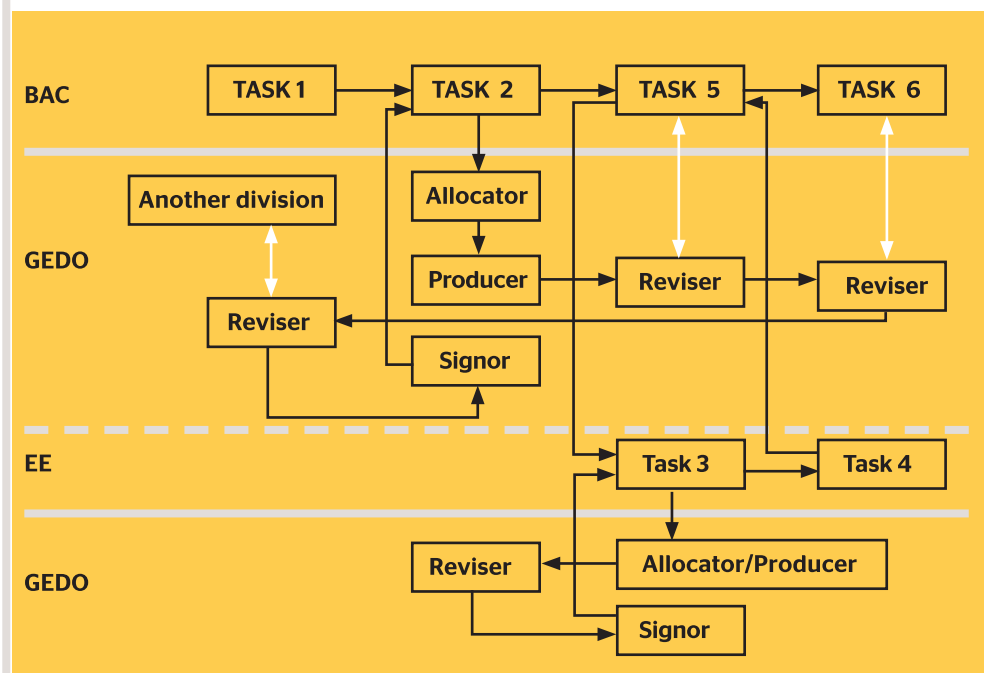 BAC
TASK 1
TASK 2
TASK 5
TASK 6
GEDO
Another division
Allocator
Producer
Reviser
Reviser
Reviser
Signor
EE
Task 3
Task 4
GEDO
Reviser
Allocator/Producer
Signor